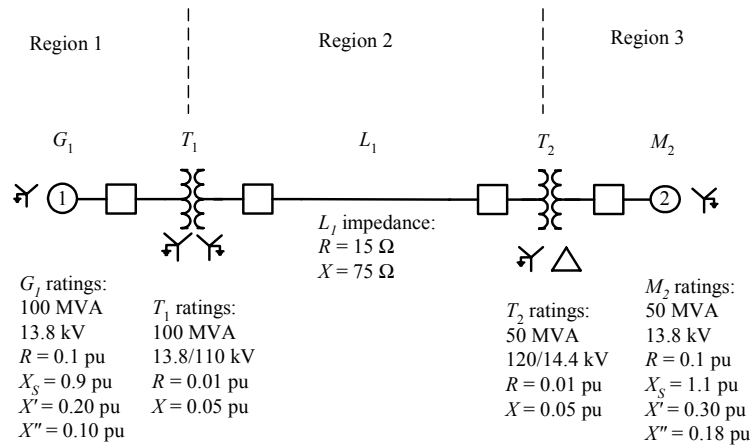 Region 1
Region 2
Region 3
G₁
T₁
L₁
T₂
M₂
1
2
L₁ impedance:
R = 15 Ω
X = 75 Ω
G₁ ratings:
100 MVA
13.8 kV
R = 0.1 pu
X_S = 0.9 pu
X' = 0.20 pu
X" = 0.10 pu
T₁ ratings:
100 MVA
13.8/110 kV
R = 0.01 pu
X = 0.05 pu
T₂ ratings:
50 MVA
120/14.4 kV
R = 0.01 pu
X = 0.05 pu
M₂ ratings:
50 MVA
13.8 kV
R = 0.1 pu
X_S = 1.1 pu
X' = 0.30 pu
X" = 0.18 pu